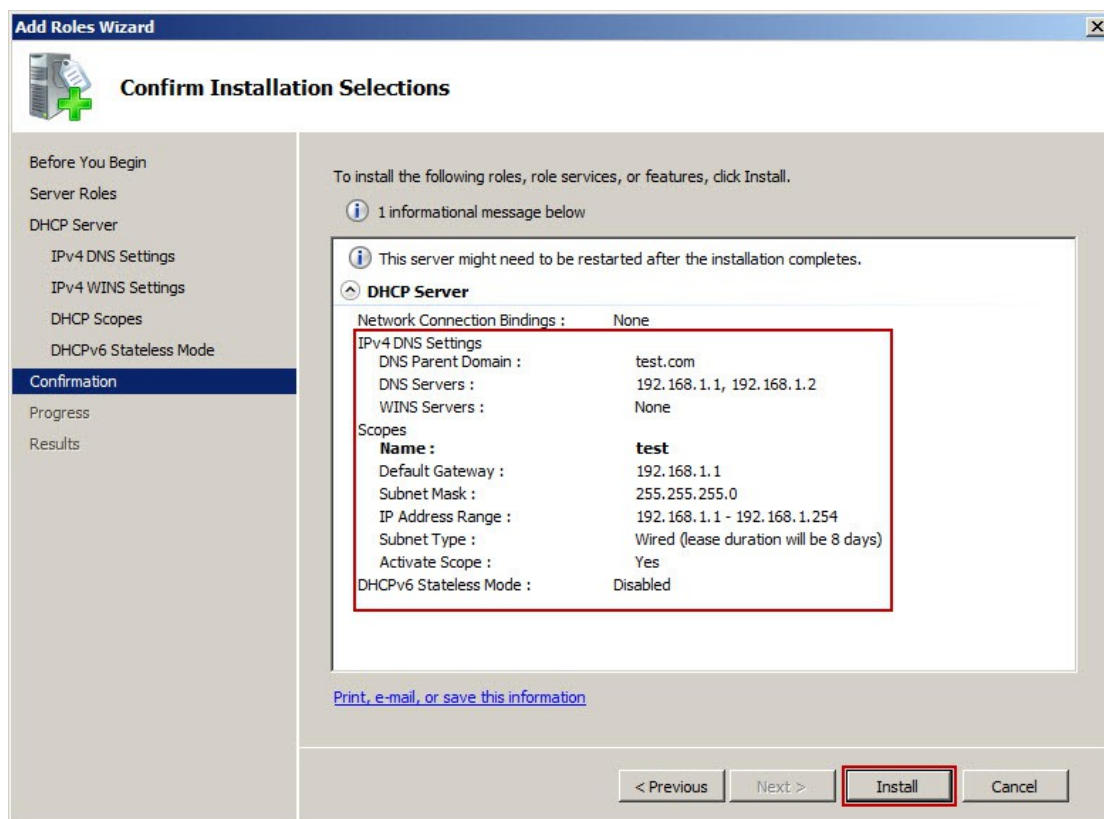 Add Roles Wizard
Confirm Installation Selections
Before You Begin
Server Roles
DHCP Server
IPv4 DNS Settings
IPv4 WINS Settings
DHCP Scopes
DHCPv6 Stateless Mode
Confirmation
Progress
Results
To install the following roles, role services, or features, click Install.
1 informational message below
This server might need to be restarted after the installation completes.
DHCP Server
Network Connection Bindings : None
IPv4 DNS Settings
DNS Parent Domain : test.com
DNS Servers : 192.168.1.1, 192.168.1.2
WINS Servers : None
Scopes
Name : test
Default Gateway : 192.168.1.1
Subnet Mask : 255.255.255.0
IP Address Range : 192.168.1.1 - 192.168.1.254
Subnet Type : Wired (lease duration will be 8 days)
Activate Scope : Yes
DHCPv6 Stateless Mode : Disabled
Print, e-mail, or save this information
< Previous Next > Install Cancel